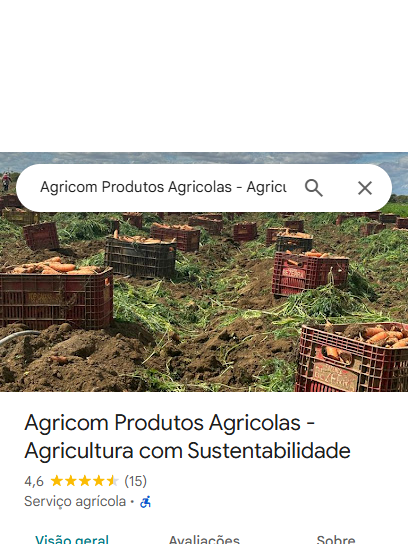 Agricom Produtos Agricolas - Agricu
Agricom Produtos Agricolas -
Agricultura com Sustentabilidade
4,6 (15)
Serviço agrícola •
Visão geral Avaliações Sobre